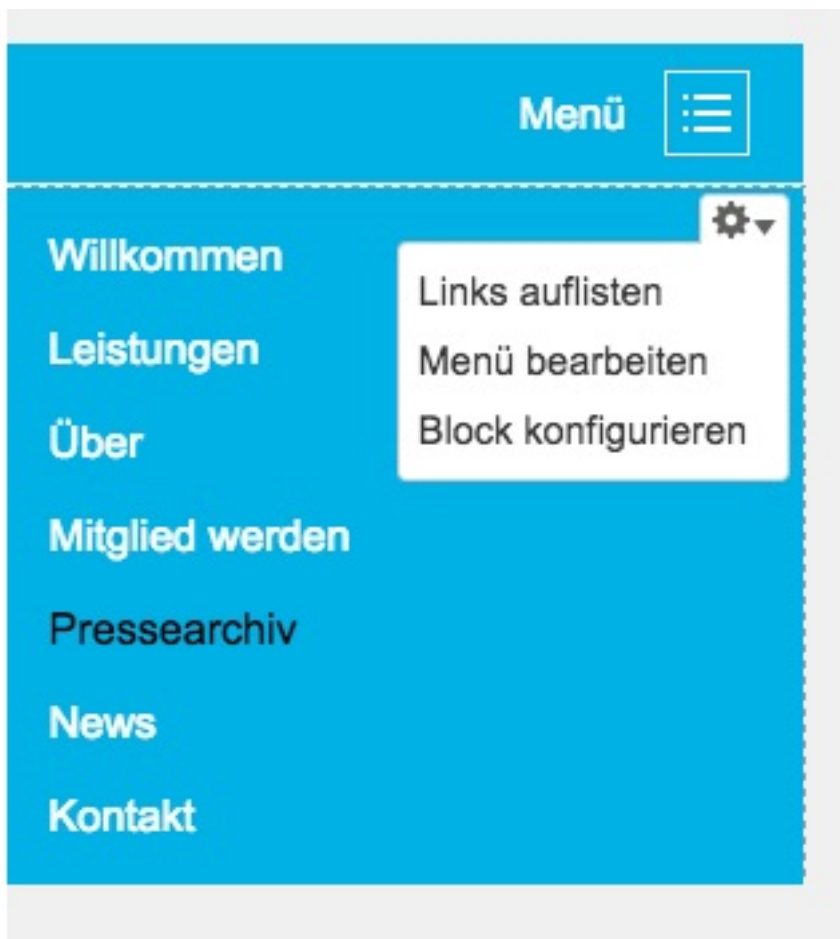 Menü
Willkommen
Links auflisten
Leistungen
Menü bearbeiten
Über
Block konfigurieren
Mitglied werden
Pressearchiv
News
Kontakt